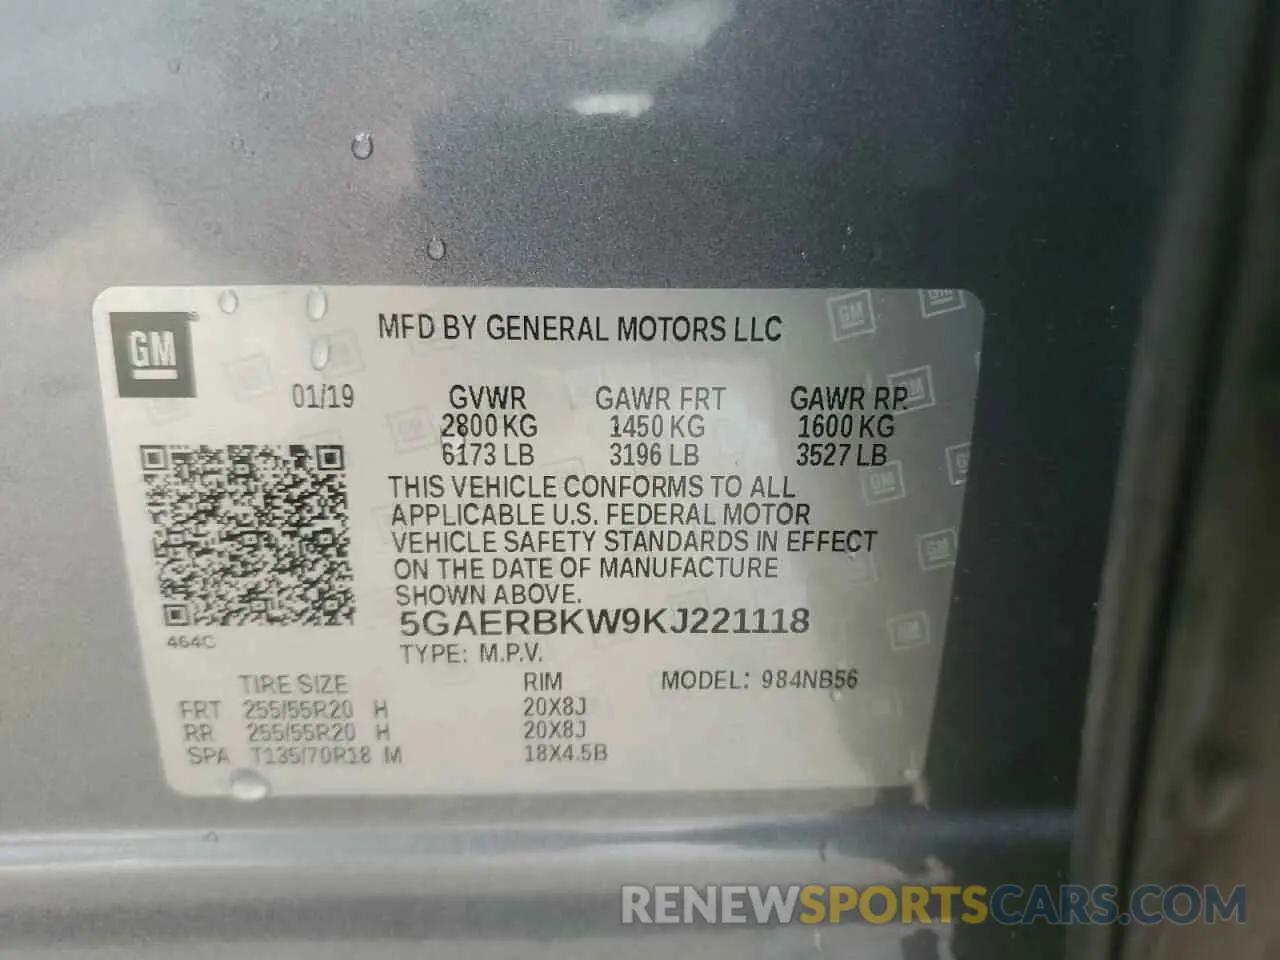 GM
MFD BY GENERAL MOTORS LLC
01/19 GVWR GAWR FRT GAWR RR
2800 KG 1450 KG 1600 KG
6173 LB 3196 LB 3527 LB
THIS VEHICLE CONFORMS TO ALL
APPLICABLE U.S. FEDERAL MOTOR
VEHICLE SAFETY STANDARDS IN EFFECT
ON THE DATE OF MANUFACTURE
SHOWN ABOVE.
5GAERBKW9KJ221118
464C
TYPE: M.P.V.
TIRE SIZE RIM MODEL: 984NB56
FRT 255/55R20 H 20X8J
RR 255/55R20 H 20X8J
SPA T135/70R18 M 18X4.5B
RENEWSPORTSCARS.COM